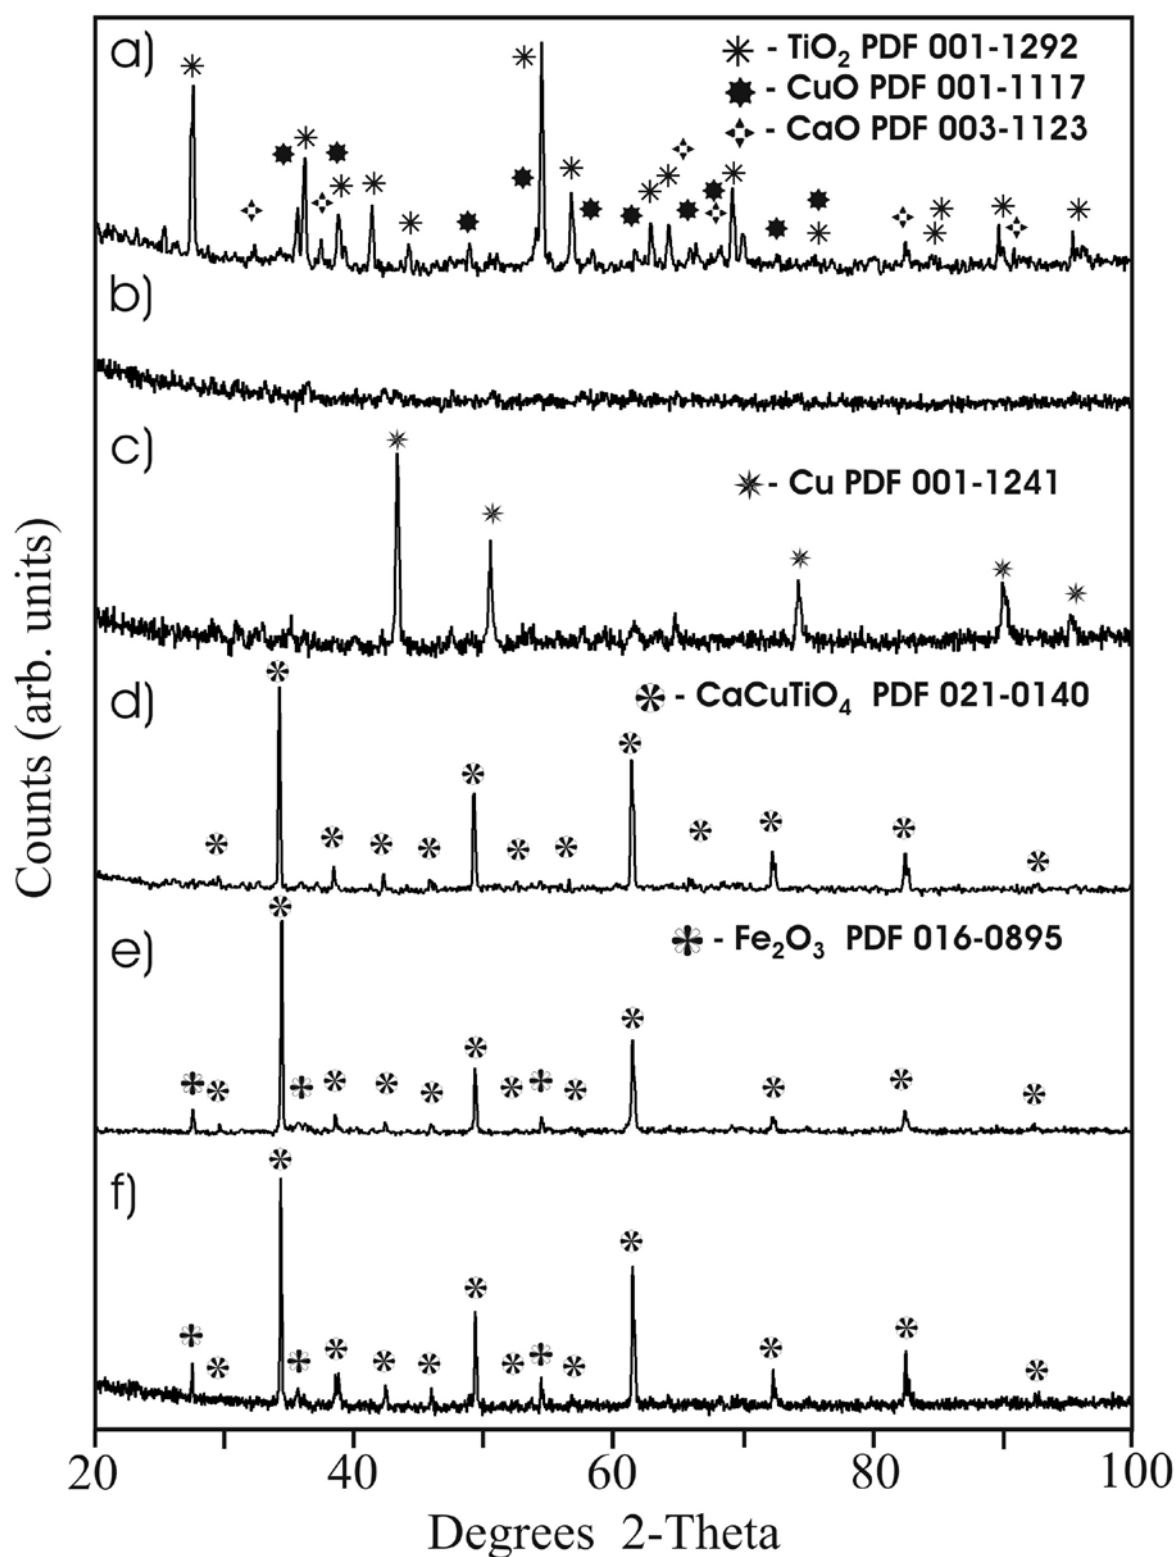 a)
- TiO₂ PDF 001-1292
- CuO PDF 001-1117
- CaO PDF 003-1123
b)
c)
- Cu PDF 001-1241
d)
- CaCuTiO₄ PDF 021-0140
e)
- Fe₂O₃ PDF 016-0895
f)
Counts (arb. units)
20 40 60 80 100
Degrees 2-Theta